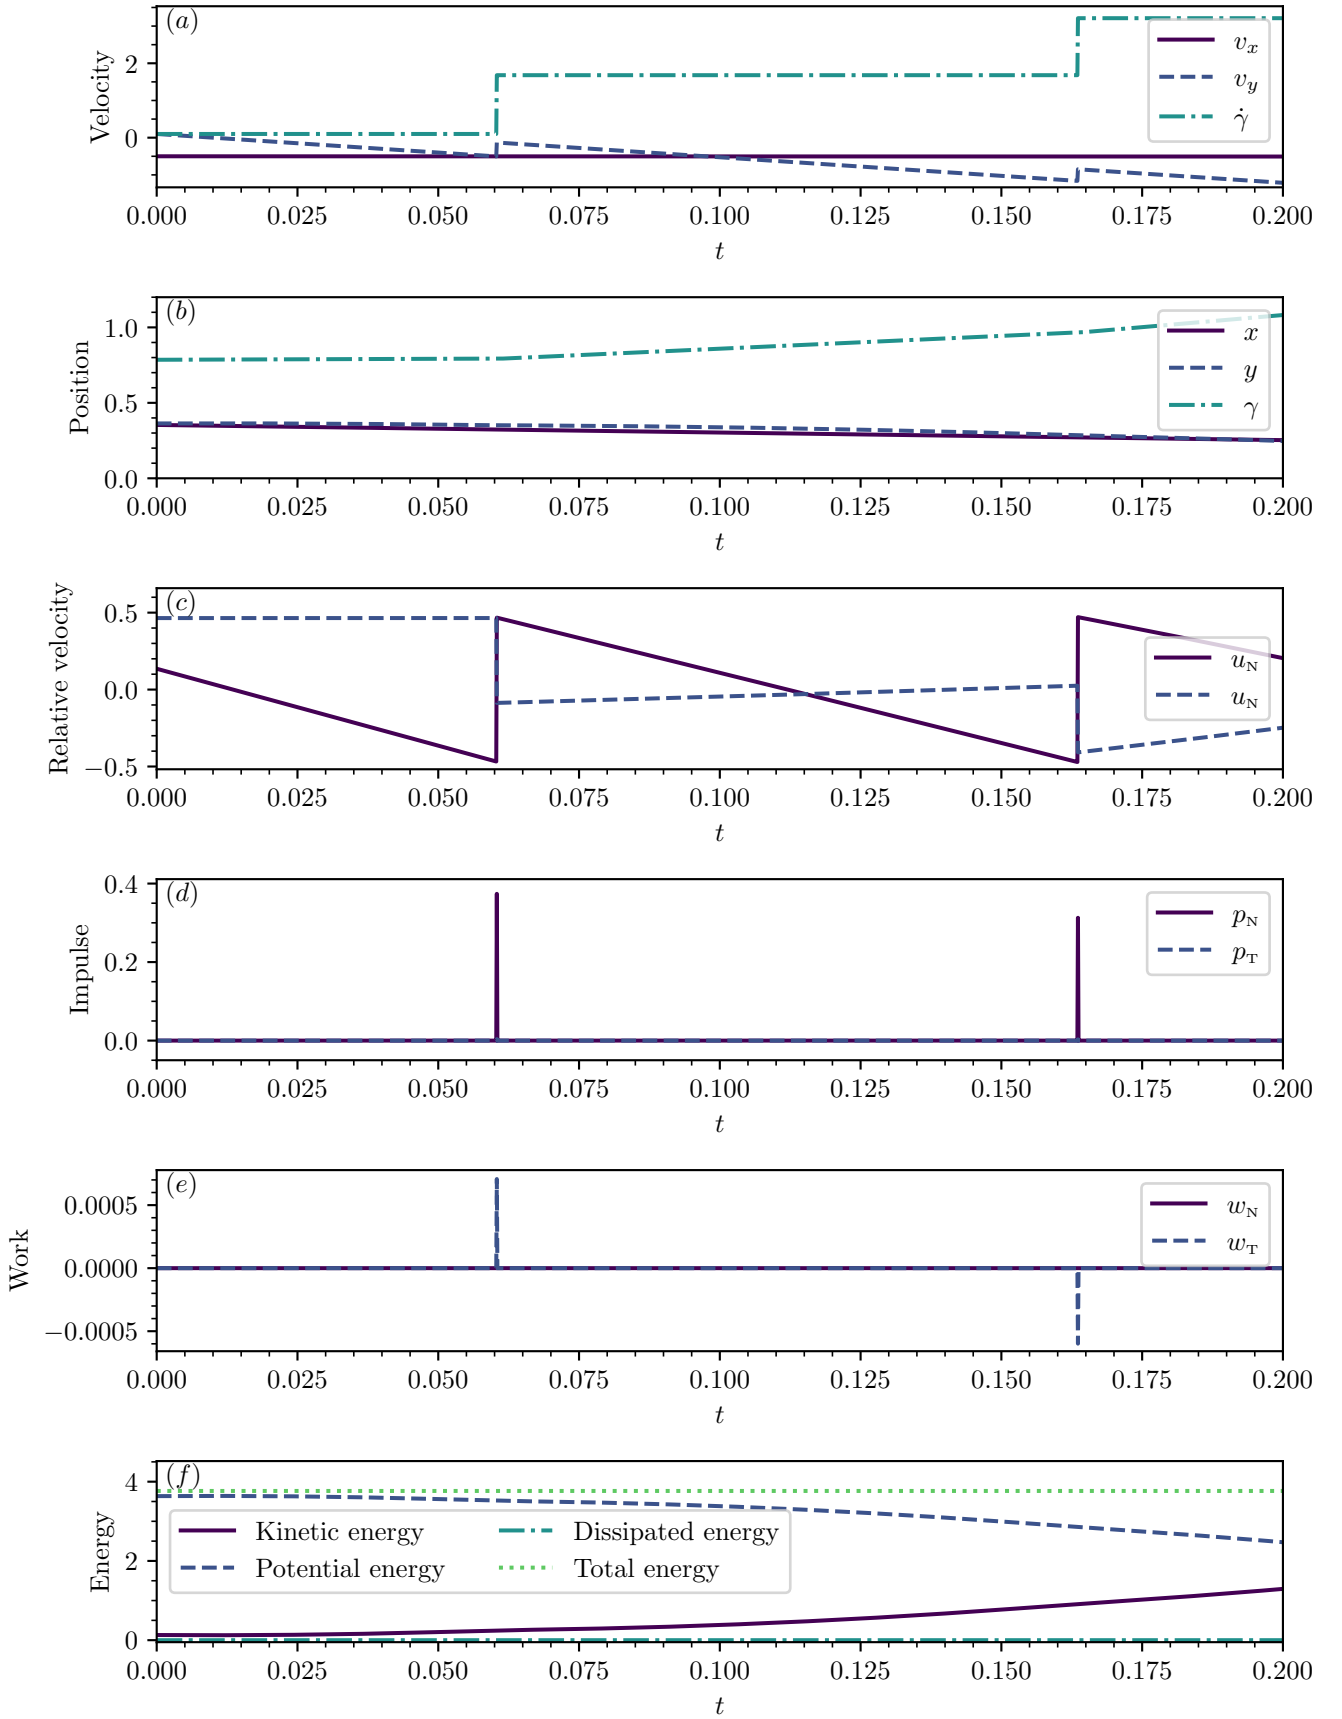 (a)
Velocity
2
0
v_x
v_y
γ̇
0.000 0.025 0.050 0.075 0.100 0.125 0.150 0.175 0.200
t
(b)
Position
1.0
0.5
0.0
x
y
γ
0.000 0.025 0.050 0.075 0.100 0.125 0.150 0.175 0.200
t
(c)
Relative velocity
0.5
0.0
−0.5
u_N
u_N
0.000 0.025 0.050 0.075 0.100 0.125 0.150 0.175 0.200
t
(d)
Impulse
0.4
0.2
0.0
p_N
p_T
0.000 0.025 0.050 0.075 0.100 0.125 0.150 0.175 0.200
t
(e)
Work
0.0005
0.0000
−0.0005
w_N
w_T
0.000 0.025 0.050 0.075 0.100 0.125 0.150 0.175 0.200
t
(f)
Energy
4
2
0
Kinetic energy
Potential energy
Dissipated energy
Total energy
0.000 0.025 0.050 0.075 0.100 0.125 0.150 0.175 0.200
t